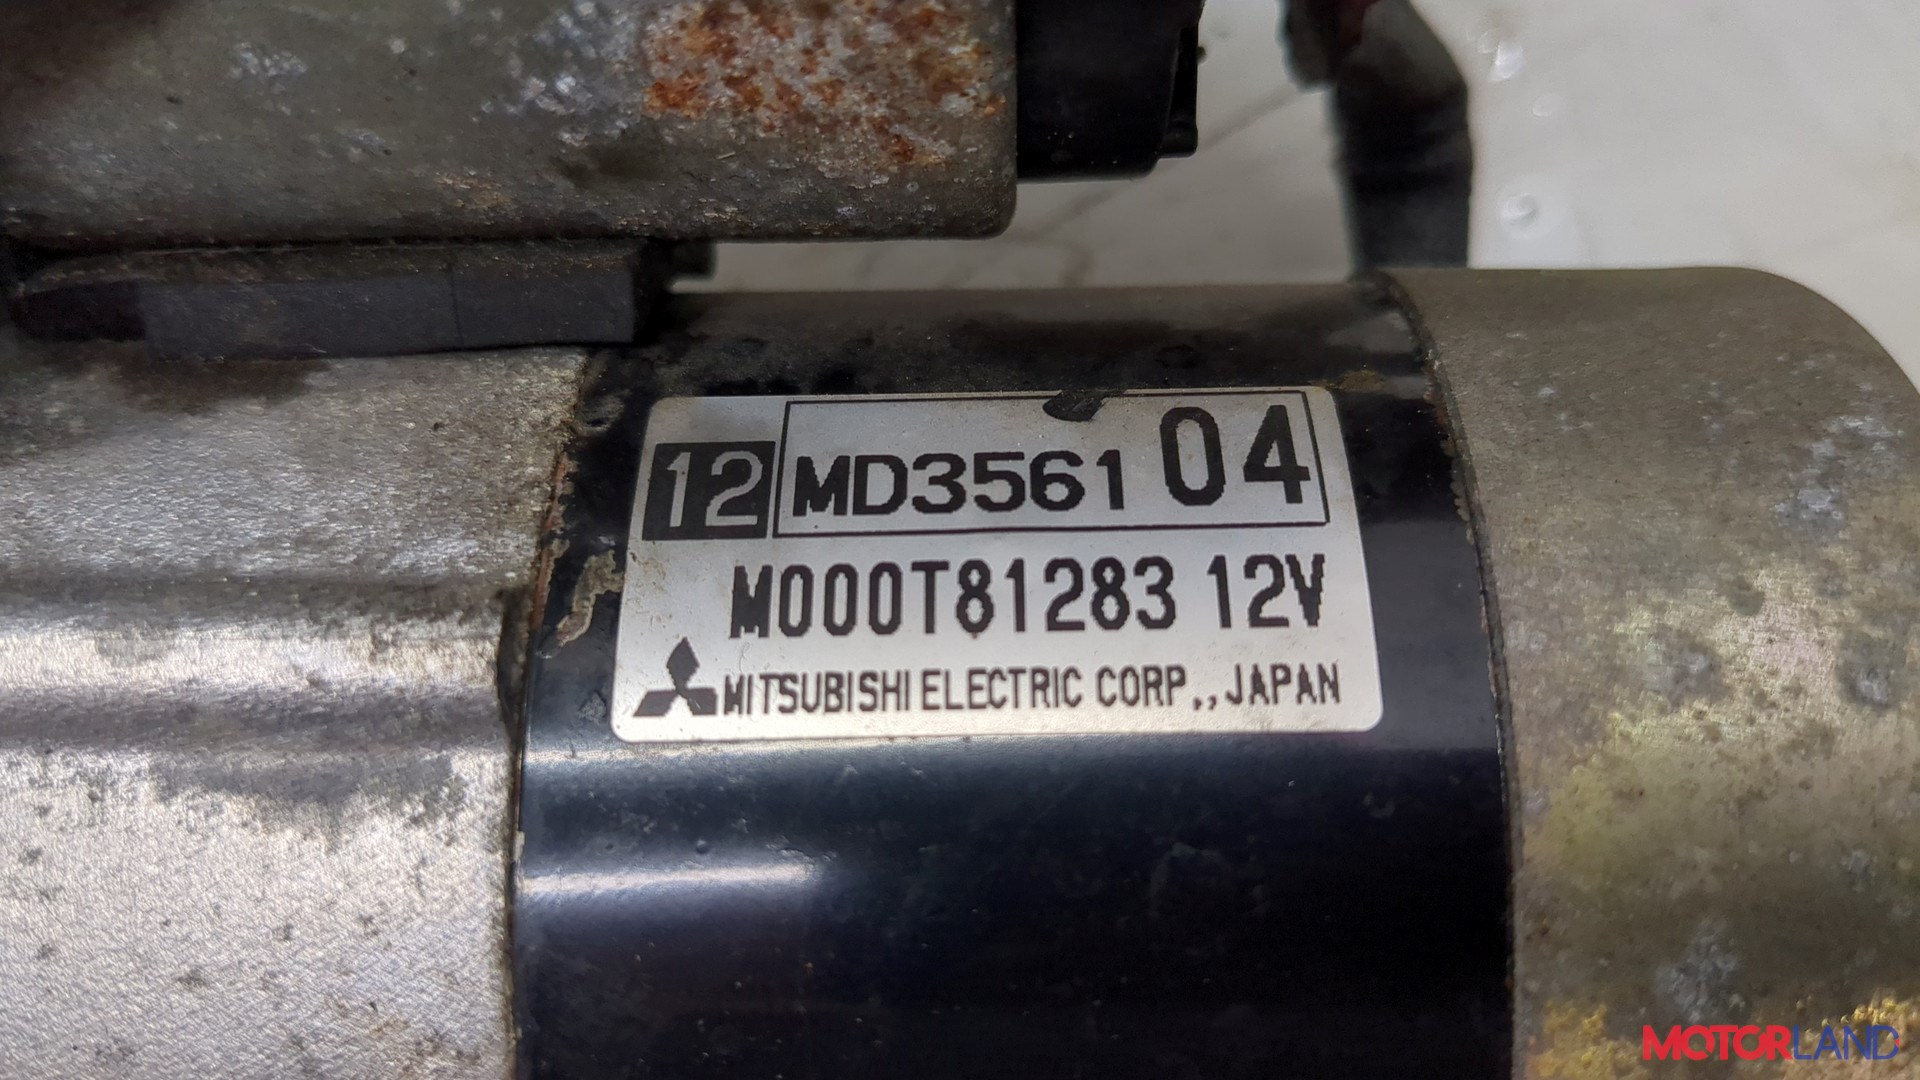 12 MD356104
M000T81283 12V
MITSUBISHI ELECTRIC CORP.,, JAPAN
MOTORLAND